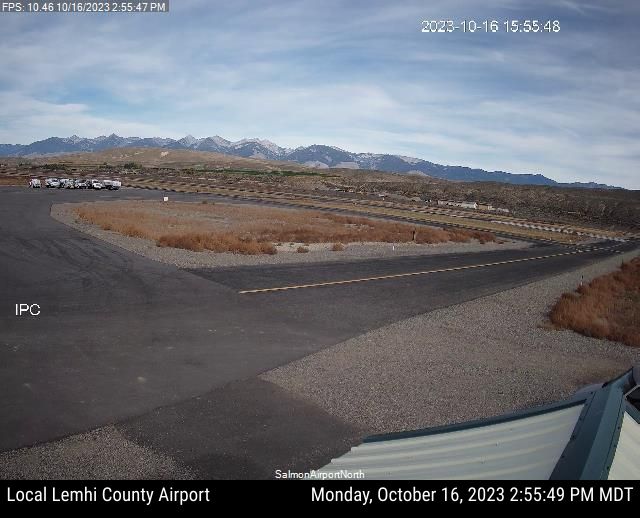 FPS: 10.46 10/16/2023 2:55:47 PM
2023-10-16 15:55:48
IPC
SalmonAirportNorth
Local Lemhi County Airport
Monday, October 16, 2023 2:55:49 PM MDT